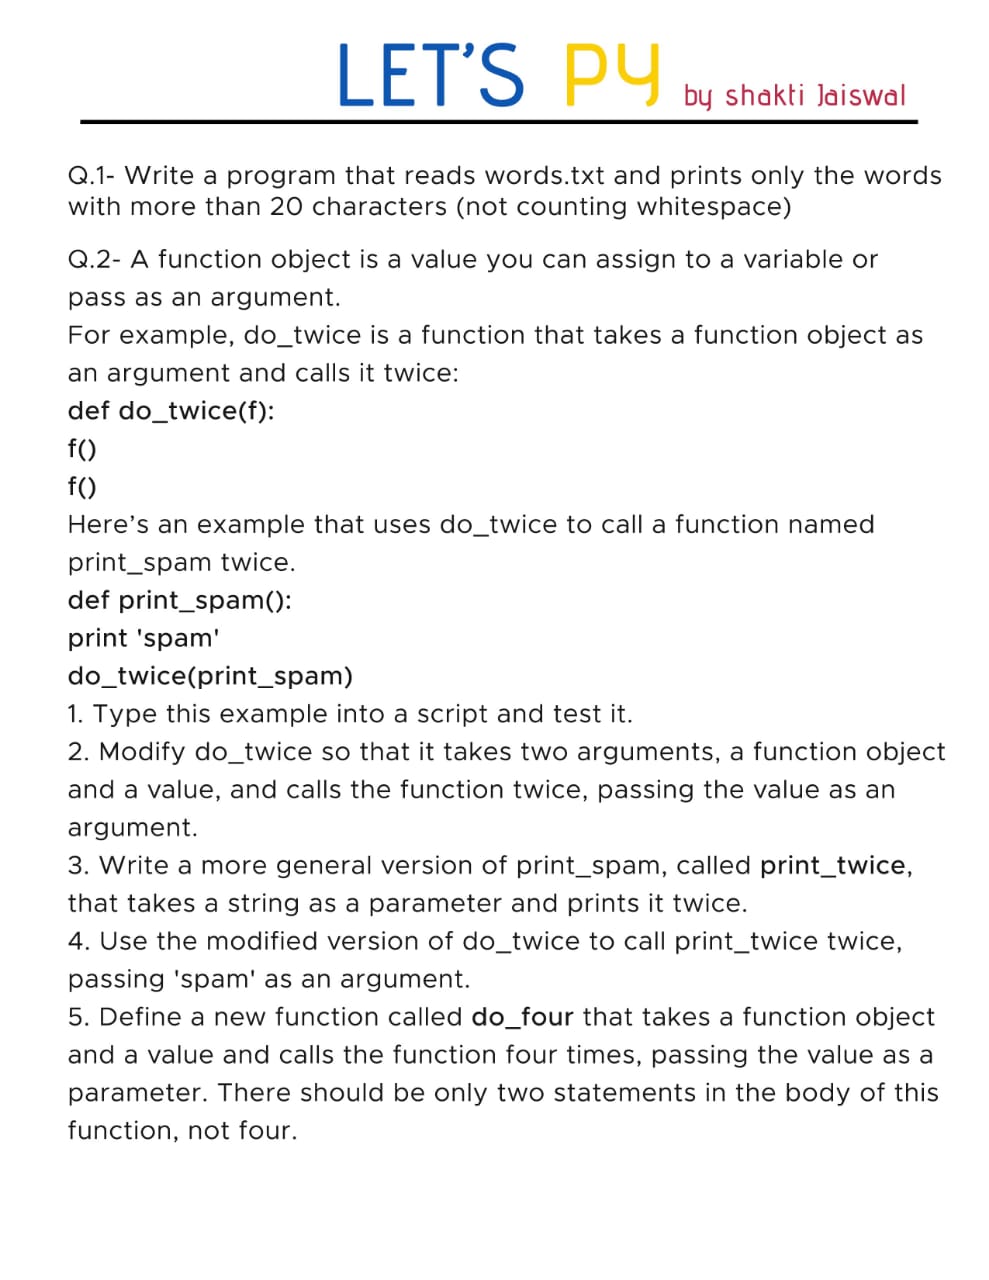 LET'S PY by shakti Jaiswal
Q.1- Write a program that reads words.txt and prints only the words
with more than 20 characters (not counting whitespace)
Q.2- A function object is a value you can assign to a variable or
pass as an argument.
For example, do_twice is a function that takes a function object as
an argument and calls it twice:
def do_twice(f):
f()
f()
Here’s an example that uses do_twice to call a function named
print_spam twice.
def print_spam():
print 'spam'
do_twice(print_spam)
1. Type this example into a script and test it.
2. Modify do_twice so that it takes two arguments, a function object
and a value, and calls the function twice, passing the value as an
argument.
3. Write a more general version of print_spam, called print_twice,
that takes a string as a parameter and prints it twice.
4. Use the modified version of do_twice to call print_twice twice,
passing 'spam' as an argument.
5. Define a new function called do_four that takes a function object
and a value and calls the function four times, passing the value as a
parameter. There should be only two statements in the body of this
function, not four.